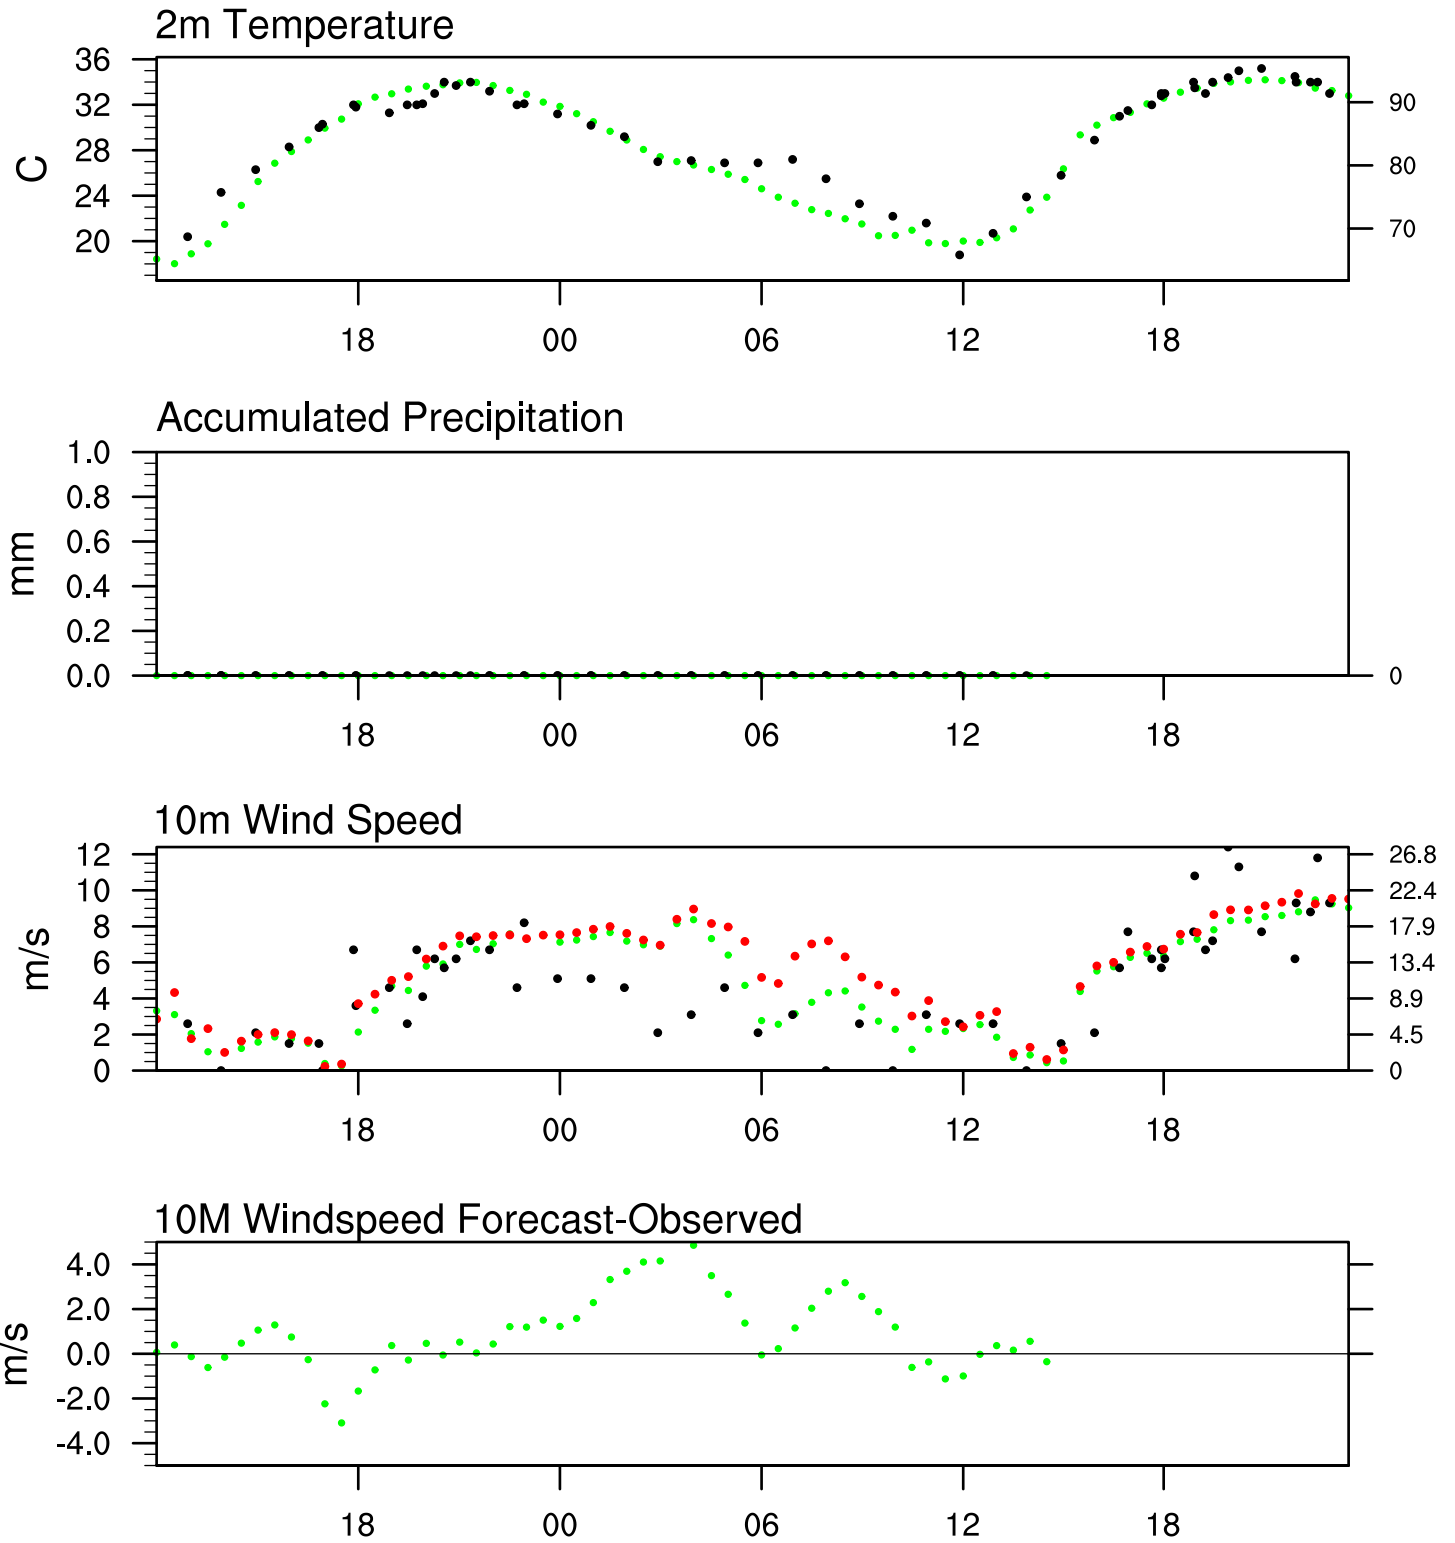 2m Temperature
36
32
28
24
20
C
90
80
70
18 00 06 12 18
Accumulated Precipitation
1.0
0.8
0.6
0.4
0.2
0.0
mm
0
18 00 06 12 18
10m Wind Speed
12
10
8
6
4
2
0
m/s
26.8
22.4
17.9
13.4
8.9
4.5
0
18 00 06 12 18
10M Windspeed Forecast-Observed
4.0
2.0
0.0
-2.0
-4.0
m/s
18 00 06 12 18